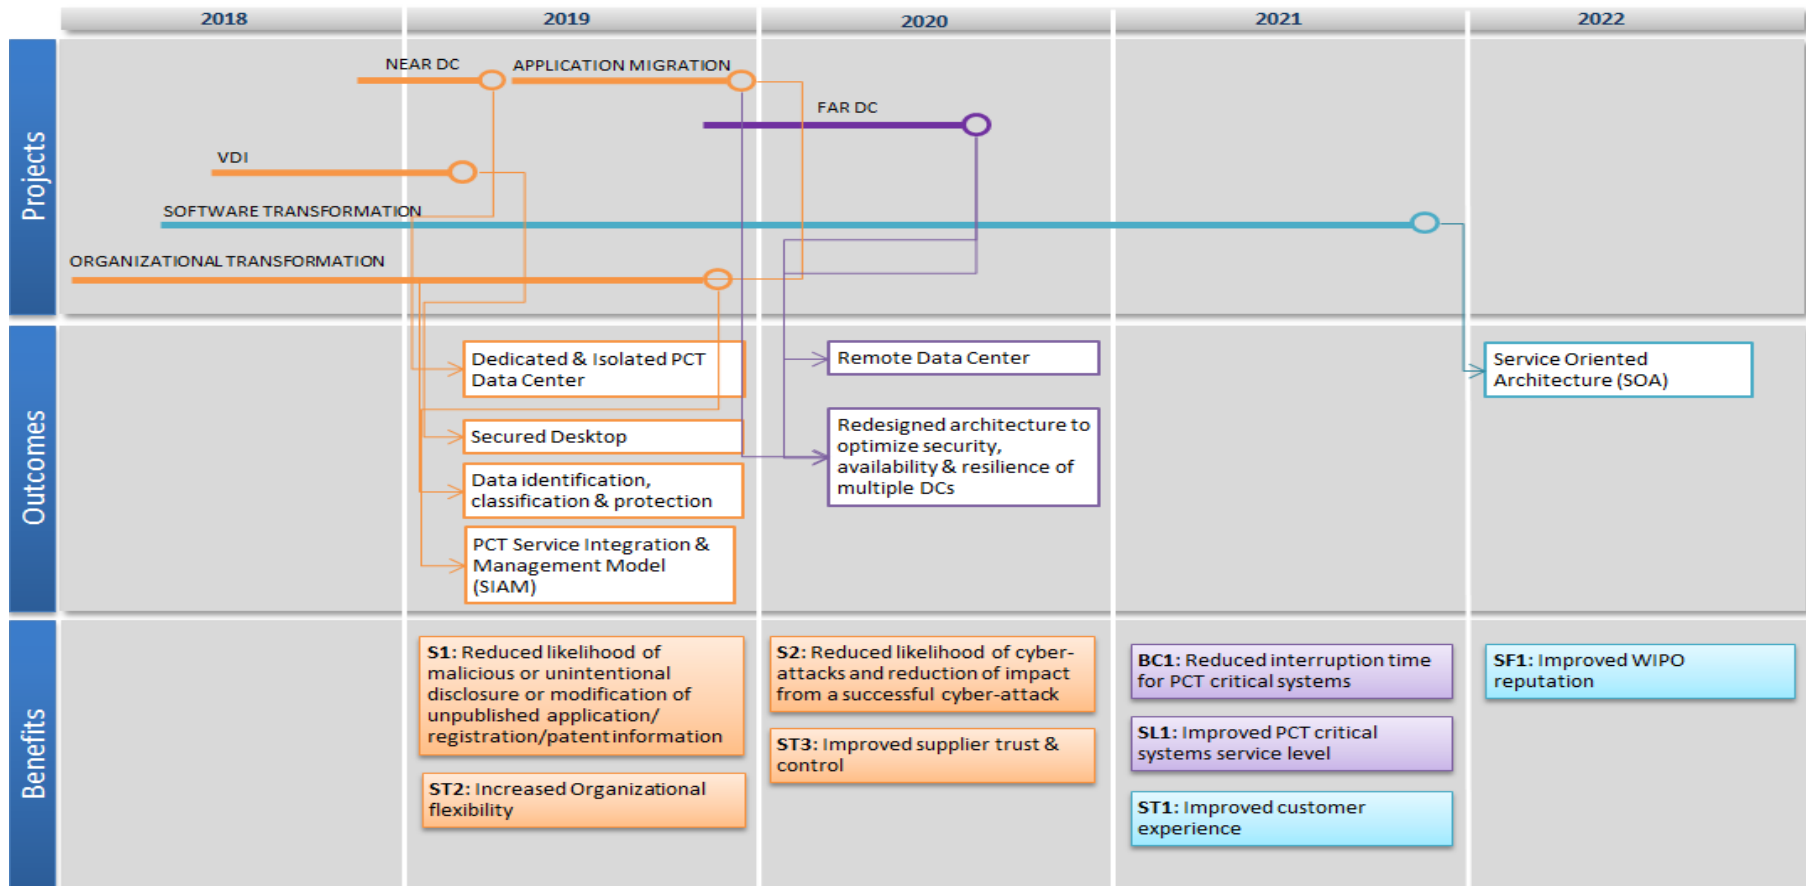 2018
2019
2020
2021
2022
Projects
NEAR DC
APPLICATION MIGRATION
FAR DC
VDI
SOFTWARE TRANSFORMATION
ORGANIZATIONAL TRANSFORMATION
Outcomes
Dedicated & Isolated PCT
Data Center
Secured Desktop
Data identification,
classification & protection
PCT Service Integration &
Management Model
(SIAM)
Remote Data Center
Redesigned architecture to
optimize security,
availability & resilience of
multiple DCs
Service Oriented
Architecture (SOA)
Benefits
S1: Reduced likelihood of
malicious or unintentional
disclosure or modification of
unpublished application/
registration/patent information
ST2: Increased Organizational
flexibility
S2: Reduced likelihood of cyber-
attacks and reduction of impact
from a successful cyber-attack
ST3: Improved supplier trust &
control
BC1: Reduced interruption time
for PCT critical systems
SL1: Improved PCT critical
systems service level
ST1: Improved customer
experience
SF1: Improved WIPO
reputation